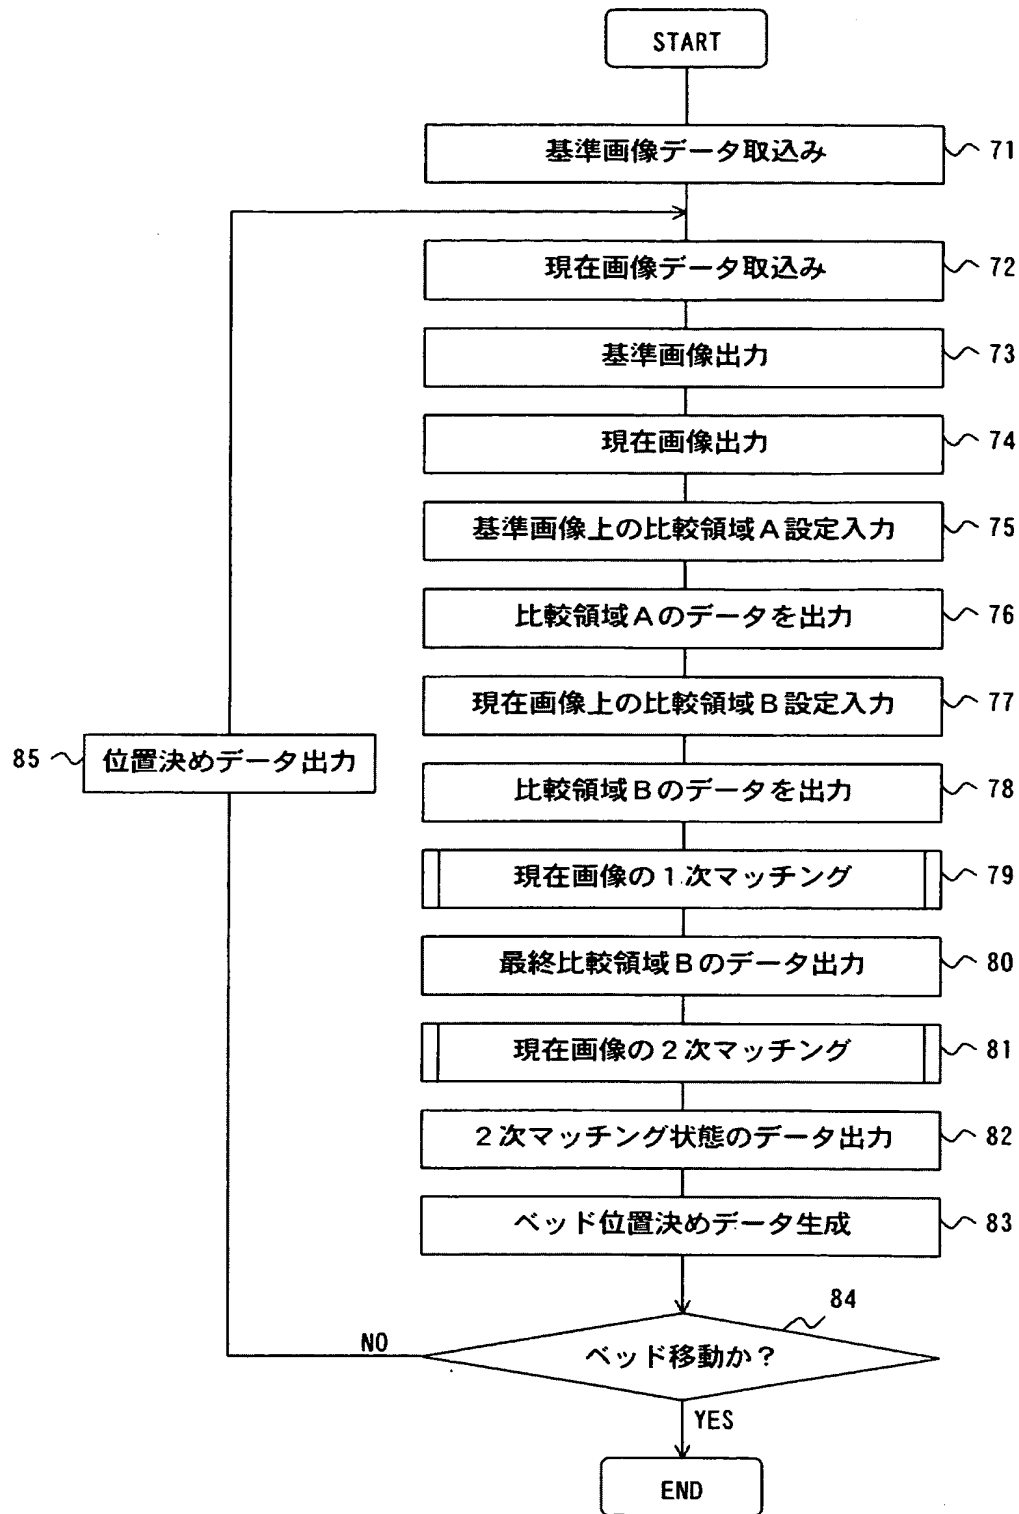 START
基準画像データ取込み 71
現在画像データ取込み 72
基準画像出力 73
現在画像出力 74
基準画像上の比較領域A設定入力 75
比較領域Aのデータを出力 76
現在画像上の比較領域B設定入力 77
85 位置決めデータ出力
比較領域Bのデータを出力 78
現在画像の1次マッチング 79
最終比較領域Bのデータ出力 80
現在画像の2次マッチング 81
2次マッチング状態のデータ出力 82
ベッド位置決めデータ生成 83
84
NO
ベッド移動か?
YES
END